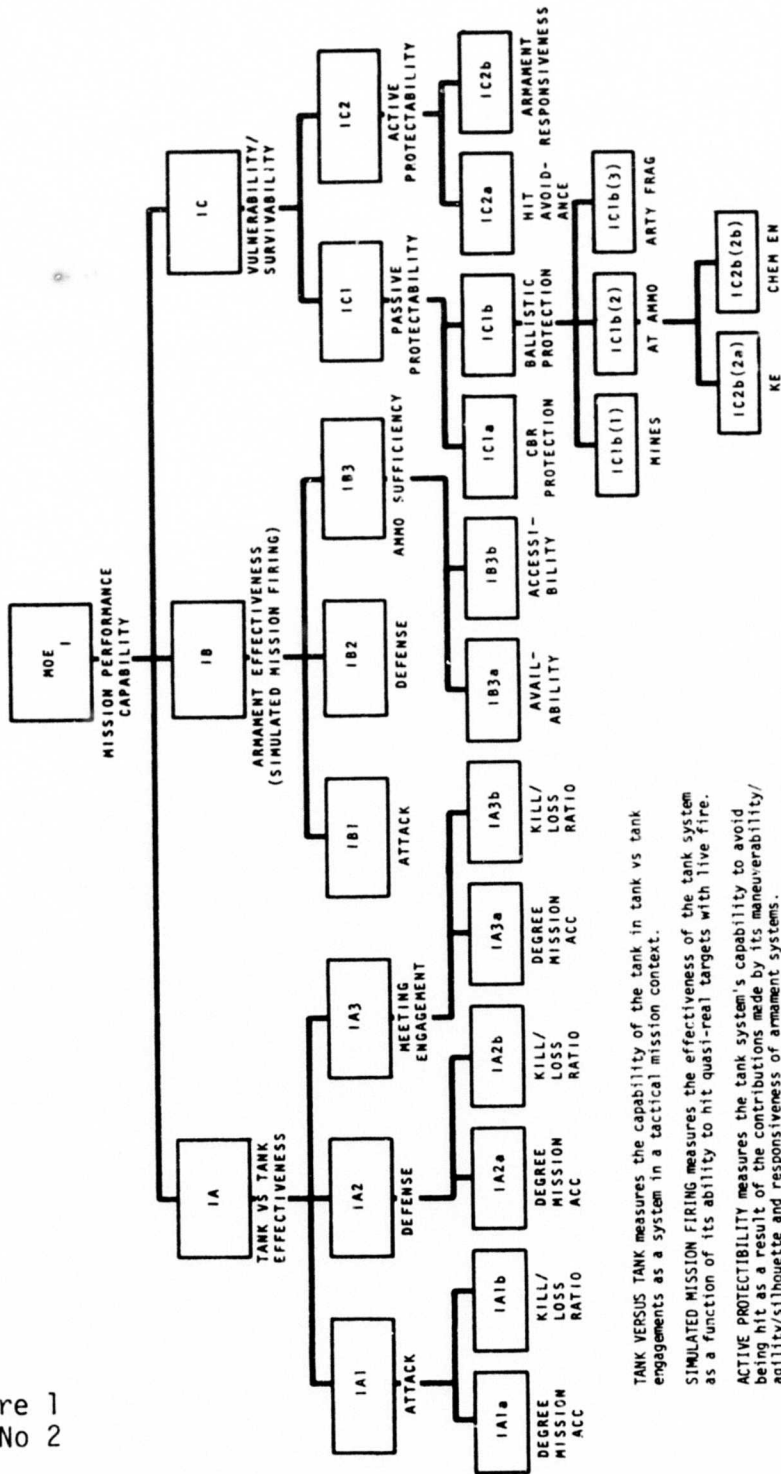 MOE
I
MISSION PERFORMANCE
CAPABILITY
IA
TANK VS TANK
EFFECTIVENESS
IB
ARMAMENT EFFECTIVENESS
(SIMULATED MISSION FIRING)
IC
VULNERABILITY/
SURVIVABILITY
IA1
ATTACK
IA2
DEFENSE
IA3
MEETING
ENGAGEMENT
IB1
ATTACK
IB2
DEFENSE
IB3
AMMO SUFFICIENCY
IC1
PASSIVE
PROTECTABILITY
IC2
ACTIVE
PROTECTABILITY
IA1a
DEGREE
MISSION
ACC
IA1b
KILL/
LOSS
RATIO
IA2a
DEGREE
MISSION
ACC
IA2b
KILL/
LOSS
RATIO
IA3a
DEGREE
MISSION
ACC
IA3b
KILL/
LOSS
RATIO
IB3a
AVAIL-
ABILITY
IB3b
ACCESSI-
BILITY
IC1a
CBR
PROTECTION
IC1b
BALLISTIC
PROTECTION
IC2a
HIT
AVOID-
ANCE
IC2b
ARMAMENT
RESPONSIVENESS
IC1b(1)
MINES
IC1b(2)
AT AMMO
IC1b(3)
ARTY FRAG
IC2b(2a)
KE
IC2b(2b)
CHEM EN
TANK VERSUS TANK measures the capability of the tank in tank vs tank
engagements as a system in a tactical mission context.
SIMULATED MISSION FIRING measures the effectiveness of the tank system
as a function of its ability to hit quasi-real targets with live fire.
ACTIVE PROTECTIBILITY measures the tank system's capability to avoid
being hit as a result of the contributions made by its maneuverability/
agility/silhouette and responsiveness of armament systems.
re 1
No 2